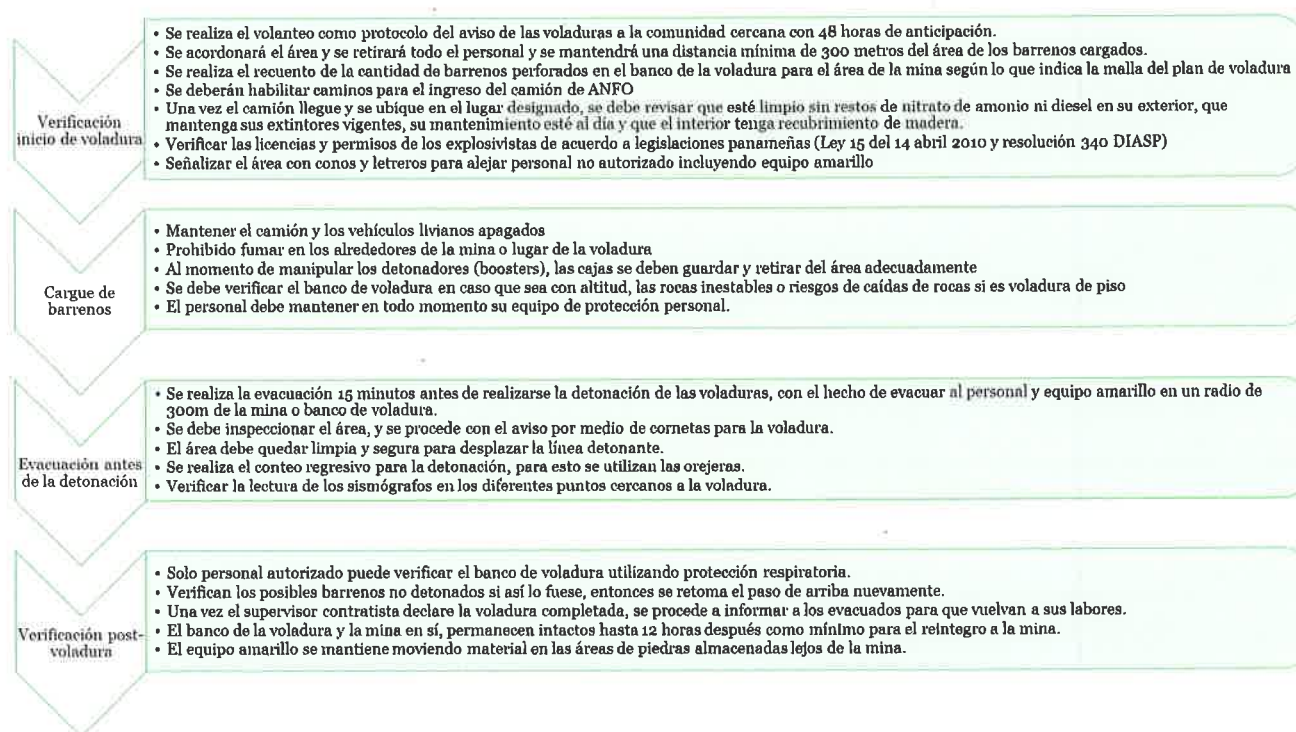 Verificación
inicio de voladura
• Se realiza el volanteo como protocolo del aviso de las voladuras a la comunidad cercana con 48 horas de anticipación.
• Se acordonará el área y se retirará todo el personal y se mantendrá una distancia mínima de 300 metros del área de los barrenos cargados.
• Se realiza el recuento de la cantidad de barrenos perforados en el banco de la voladura para el área de la mina según lo que indica la malla del plan de voladura
• Se deberán habilitar caminos para el ingreso del camión de ANFO
• Una vez el camión llegue y se ubique en el lugar designado, se debe revisar que esté limpio sin restos de nitrato de amonio ni diesel en su exterior, que
mantenga sus extintores vigentes, su mantenimiento esté al día y que el interior tenga recubrimiento de madera.
• Verificar las licencias y permisos de los explosivistas de acuerdo a legislaciones panameñas (Ley 15 del 14 abril 2010 y resolución 340 DIASP)
• Señalizar el área con conos y letreros para alejar personal no autorizado incluyendo equipo amarillo
Cargue de
barrenos
• Mantener el camión y los vehículos livianos apagados
• Prohibido fumar en los alrededores de la mina o lugar de la voladura
• Al momento de manipular los detonadores (boosters), las cajas se deben guardar y retirar del área adecuadamente
• Se debe verificar el banco de voladura en caso que sea con altitud, las rocas inestables o riesgos de caídas de rocas si es voladura de piso
• El personal debe mantener en todo momento su equipo de protección personal.
Evacuación antes
de la detonación
• Se realiza la evacuación 15 minutos antes de realizarse la detonación de las voladuras, con el hecho de evacuar al personal y equipo amarillo en un radio de
300m de la mina o banco de voladura.
• Se debe inspeccionar el área, y se procede con el aviso por medio de cornetas para la voladura.
• El área debe quedar limpia y segura para desplazar la línea detonante.
• Se realiza el conteo regresivo para la detonación, para esto se utilizan las orejeras.
• Verificar la lectura de los sismógrafos en los diferentes puntos cercanos a la voladura.
Verificación post-
voladura
• Solo personal autorizado puede verificar el banco de voladura utilizando protección respiratoria.
• Verifican los posibles barrenos no detonados si así lo fuese, entonces se retoma el paso de arriba nuevamente.
• Una vez el supervisor contratista declare la voladura completada, se procede a informar a los evacuados para que vuelvan a sus labores.
• El banco de la voladura y la mina en sí, permanecen intactos hasta 12 horas después como mínimo para el reintegro a la mina.
• El equipo amarillo se mantiene moviendo material en las áreas de piedras almacenadas lejos de la mina.